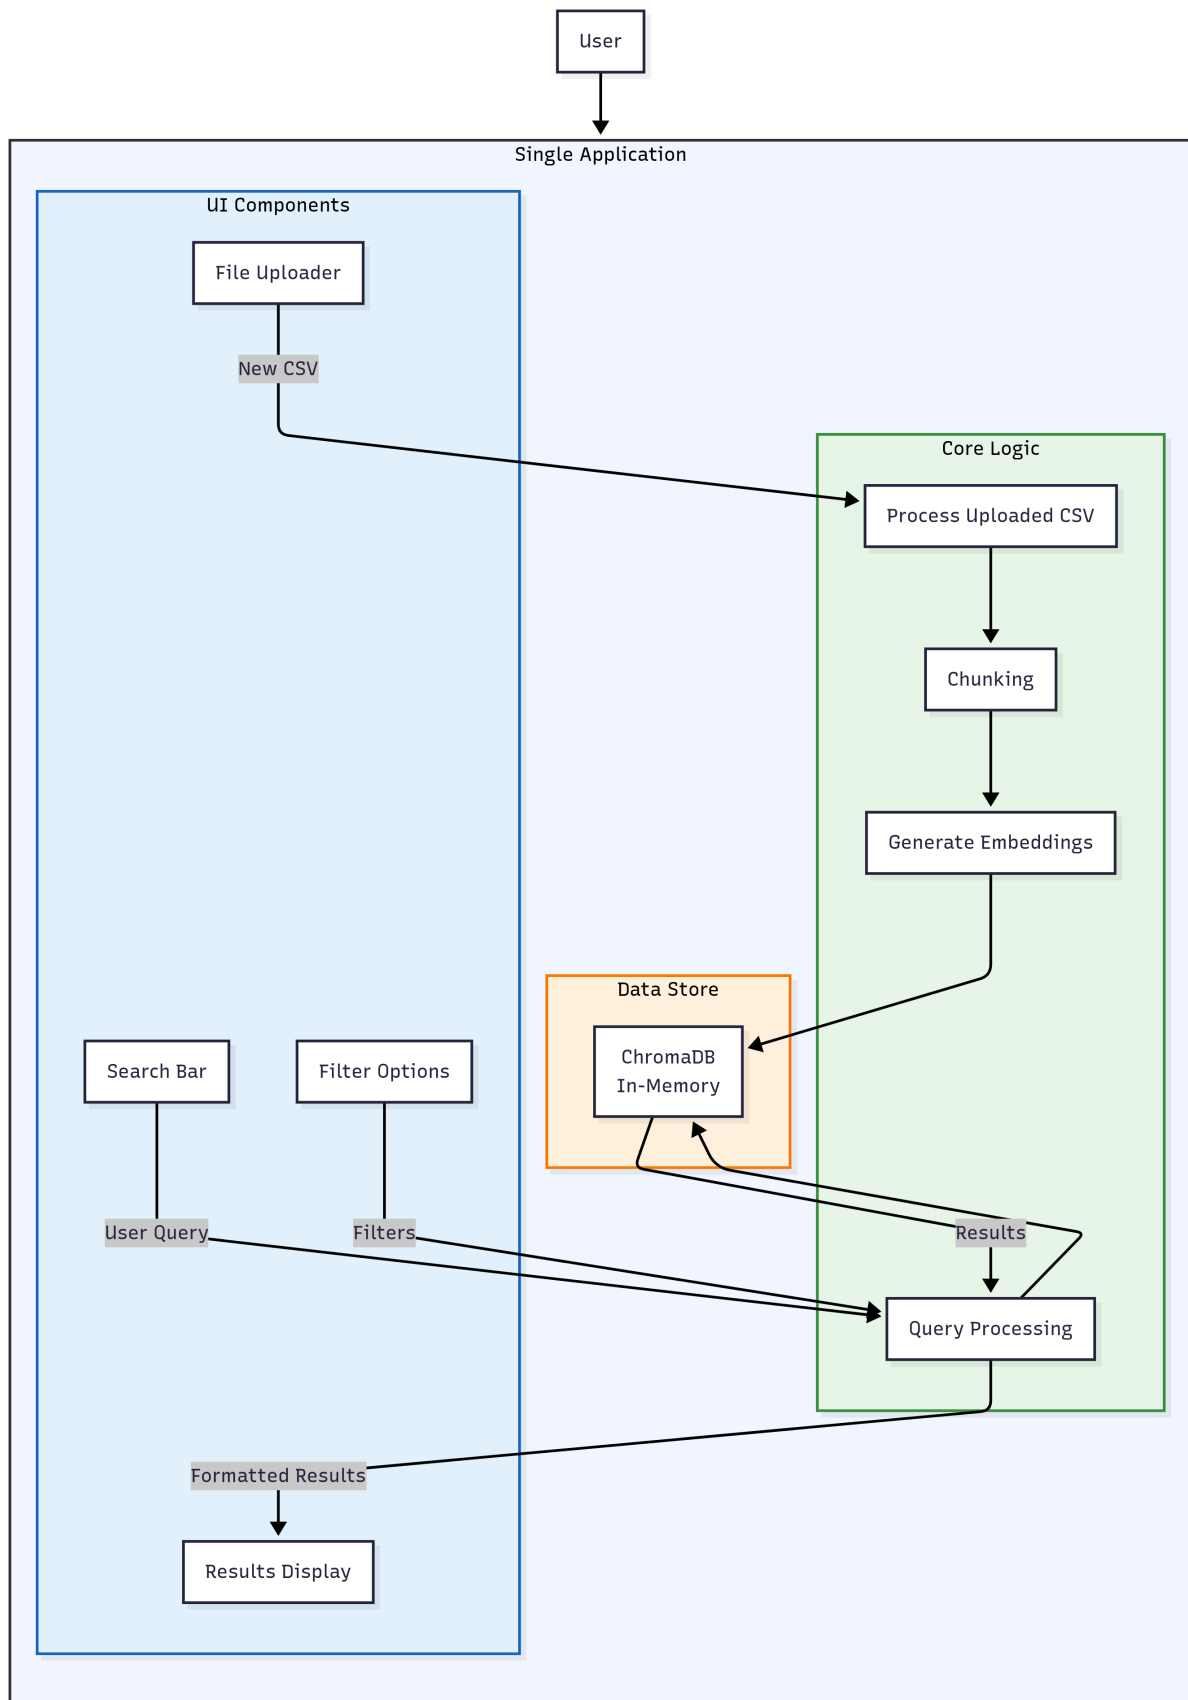 User
Single Application
UI Components
File Uploader
New CSV
Core Logic
Process Uploaded CSV
Chunking
Generate Embeddings
Data Store
ChromaDB
In-Memory
Search Bar
Filter Options
User Query
Filters
Results
Query Processing
Formatted Results
Results Display